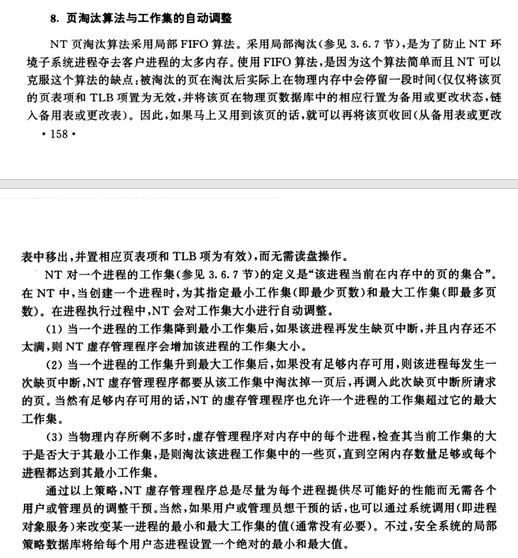 8. 页淘汰算法与工作集的自动调整
NT 页淘汰算法采用局部 FIFO 算法。采用局部淘汰(参见 3.6.7 节),是为了防止 NT 环
境子系统进程夺去客户进程的太多内存。使用 FIFO 算法,是因为这个算法简单而且 NT 可以
克服这个算法的缺点:被淘汰的页在淘汰后实际上在物理内存中会停留一段时间(仅仅将该页
的页表项和 TLB 项置为无效,并将该页在物理页数据库中的相应行置为备用或更改状态,链
入备用表或更改表)。因此,如果马上又用到该页的话,就可以再将该页收回(从备用表或更改
• 158 •
表中移出,并置相应页表项和 TLB 项为有效),而无需读盘操作。
NT 对一个进程的工作集(参见 3.6.7 节)的定义是“该进程当前在内存中的页的集合”。
在 NT 中,当创建一个进程时,为其指定最小工作集(即最少页数)和最大工作集(即最多页
数)。在进程执行过程中,NT 会对工作集大小进行自动调整。
(1) 当一个进程的工作集降到最小工作集后,如果该进程再发生缺页中断,并且内存还不
太满,则 NT 虚存管理程序会增加该进程的工作集大小。
(2) 当一个进程的工作集升到最大工作集后,如果没有足够内存可用,则该进程每发生一
次缺页中断,NT 虚存管理程序都要从该工作集中淘汰掉一页后,再调入此次缺页中断所请求
的页。当然有足够内存可用的话,NT 的虚存管理程序也允许一个进程的工作集超过它的最大
工作集。
(3) 当物理内存所剩不多时,虚存管理程序对内存中的每个进程,检查其当前工作集的大
于是否大于其最小工作集,是则淘汰该进程工作集中的一些页,直到空闲内存数量足够或每个
进程都达到其最小工作集。
通过以上策略,NT 虚存管理程序总是尽量为每个进程提供尽可能好的性能而无需各个
用户或管理员的调整干预。当然,如果用户或管理员想干预的话,也可以通过系统调用(即进程
对象服务)来改变某一进程的最小和最大工作集的值(通常没有必要)。不过,安全系统的局部
策略数据库将给每个用户态进程设置一个绝对的最小和最大值。